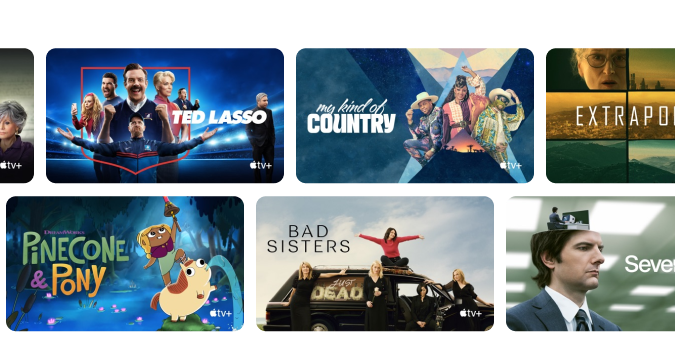 tv+
TED LASSO
tv+
my kind of
COUNTRY
tv+
EXTRAPO
DREAMWORKS
PINECONE
& PONY
tv+
BAD
SISTERS
JUST
DEAD
tv+
Sever